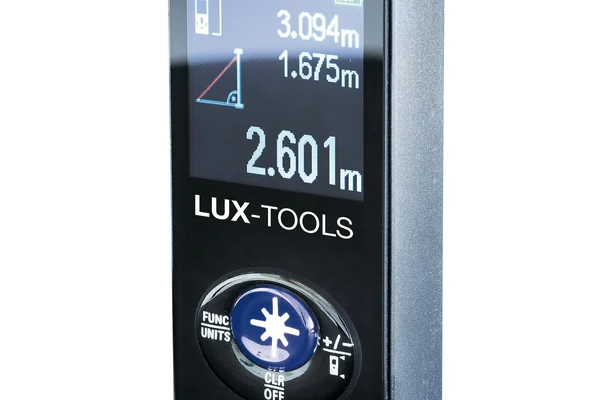 3.094m
1.675m
2.601m
LUX-TOOLS
FUNC
UNITS
+/-
CLR
OFF